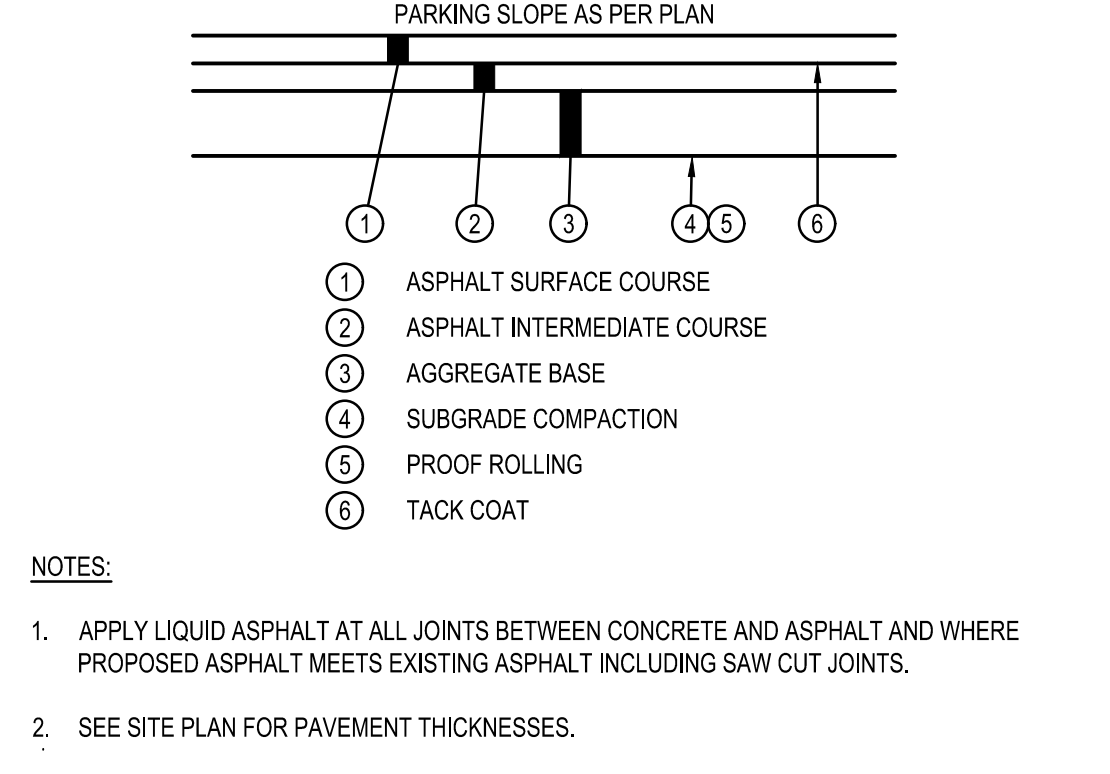 PARKING SLOPE AS PER PLAN
1 2 3 4 5 6
1 ASPHALT SURFACE COURSE
2 ASPHALT INTERMEDIATE COURSE
3 AGGREGATE BASE
4 SUBGRADE COMPACTION
5 PROOF ROLLING
6 TACK COAT
NOTES:
1. APPLY LIQUID ASPHALT AT ALL JOINTS BETWEEN CONCRETE AND ASPHALT AND WHERE
PROPOSED ASPHALT MEETS EXISTING ASPHALT INCLUDING SAW CUT JOINTS.
2. SEE SITE PLAN FOR PAVEMENT THICKNESSES.